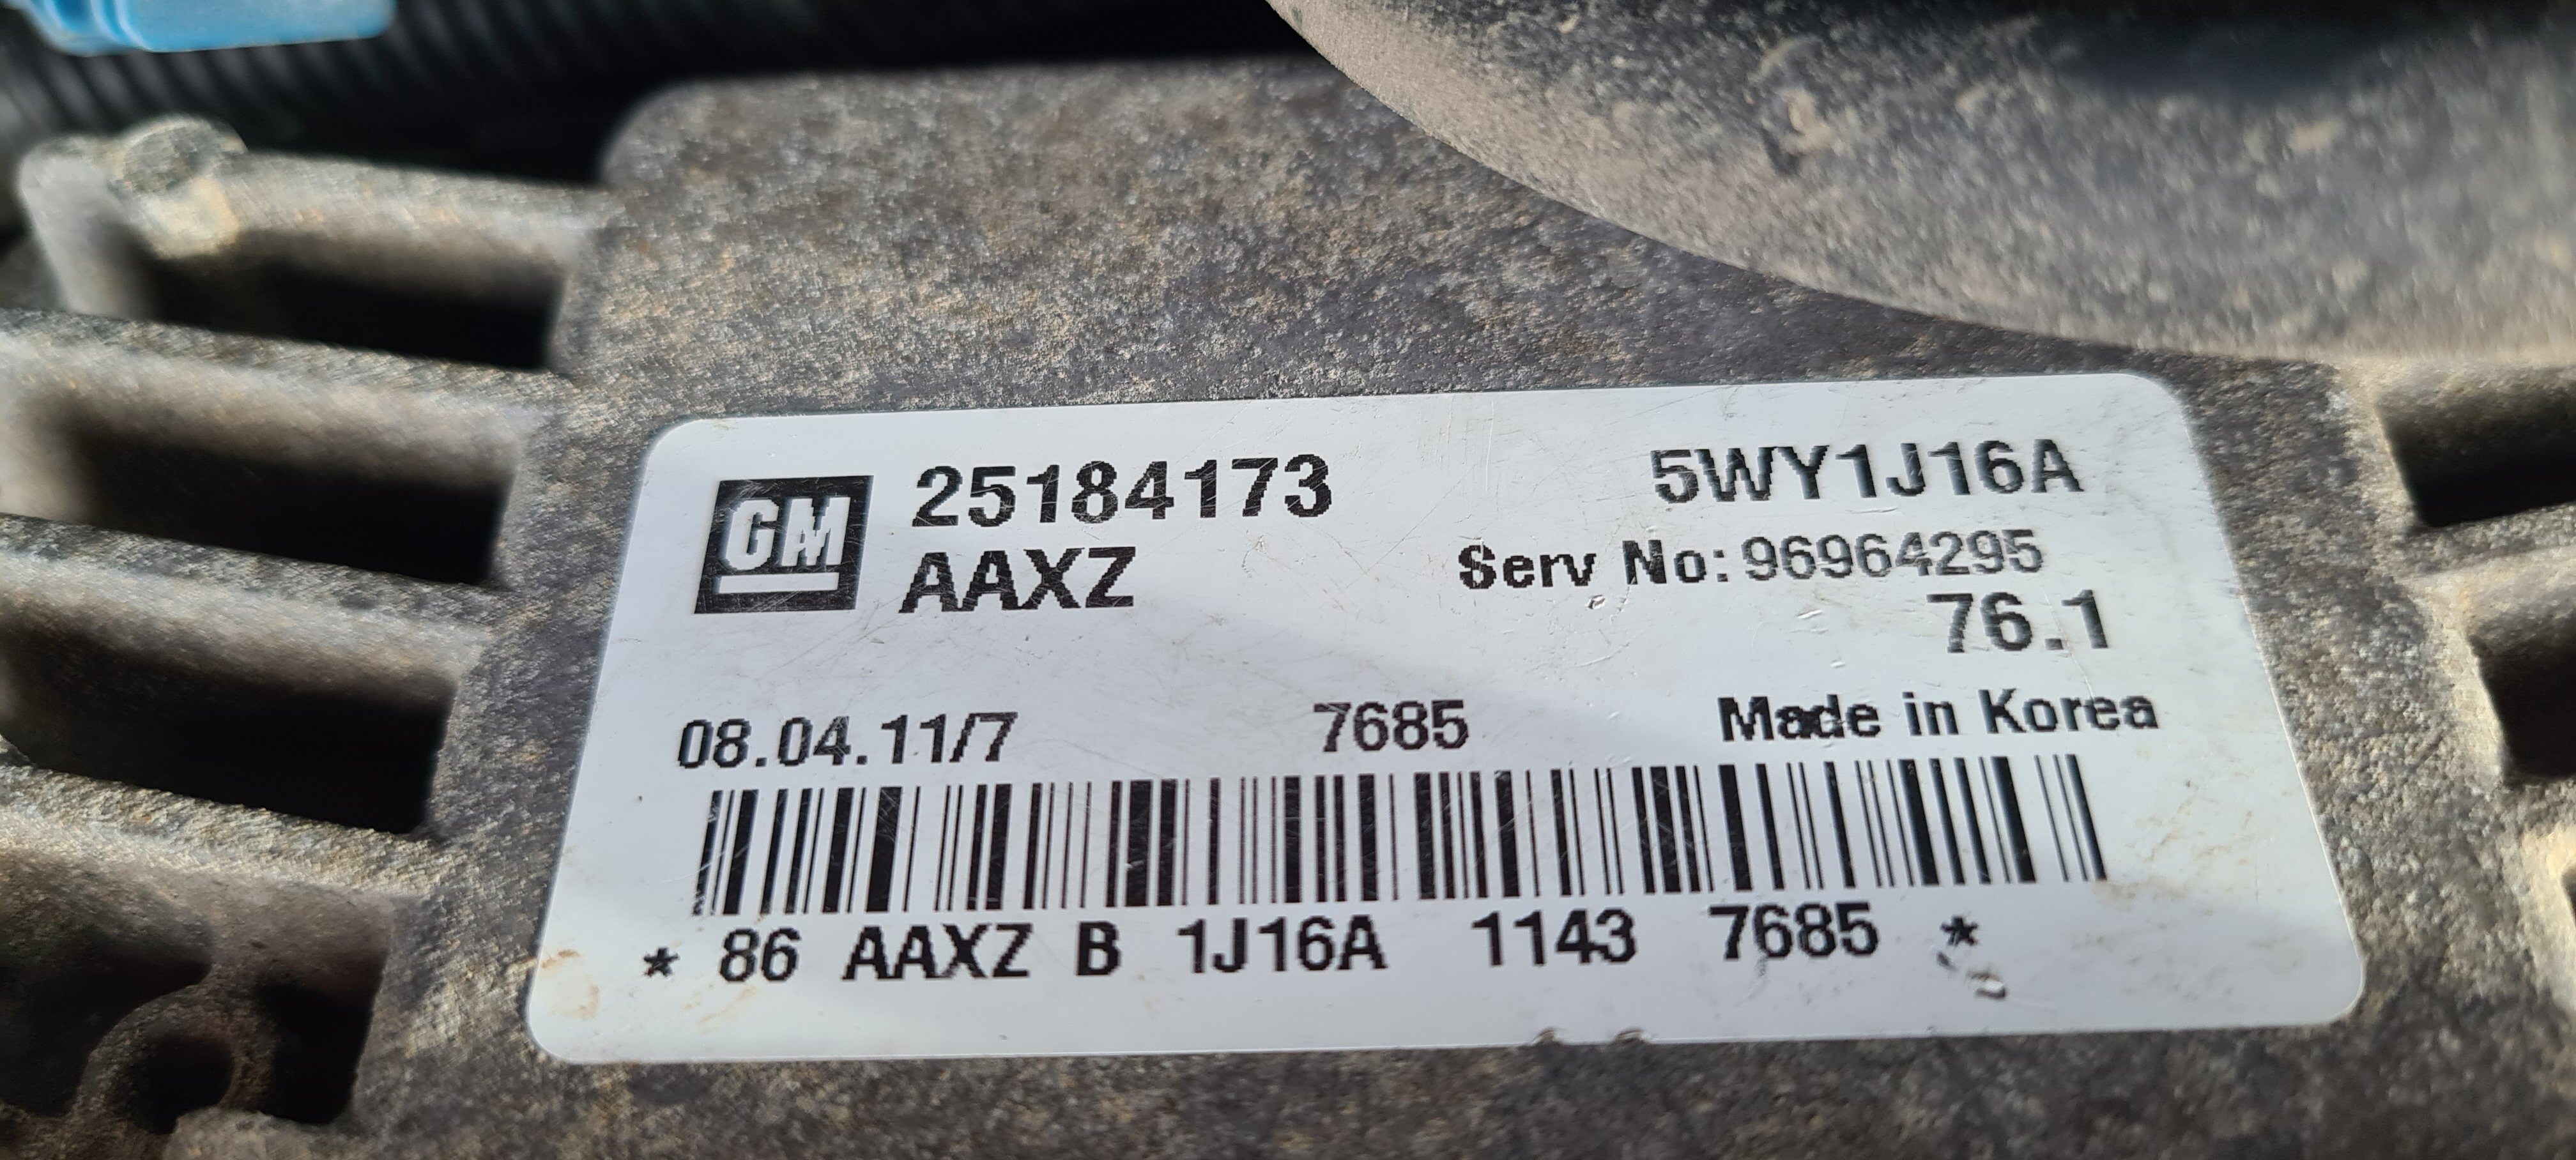 GM 25184173 5WY1J16A
AAXZ Serv No: 96964295
76.1
08.04.11/7 7685 Made in Korea
* 86 AAXZ B 1J16A 1143 7685 *